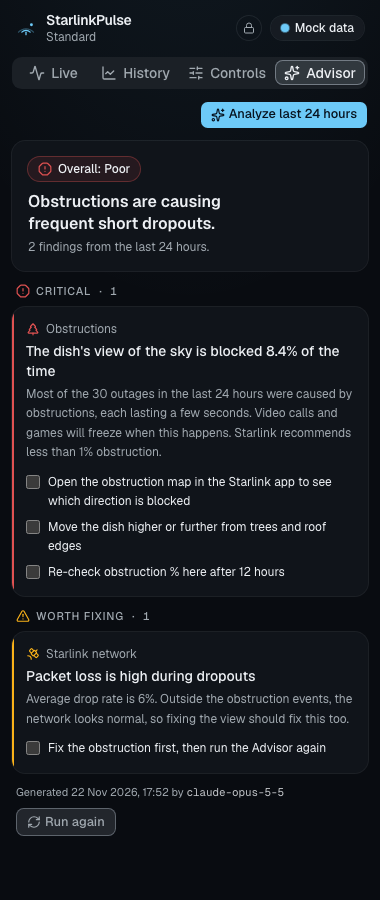 StarlinkPulse
Standard
Mock data
Live
History
Controls
Advisor
Analyze last 24 hours
Overall: Poor
Obstructions are causing
frequent short dropouts.
2 findings from the last 24 hours.
CRITICAL · 1
Obstructions
The dish's view of the sky is blocked 8.4% of the
time
Most of the 30 outages in the last 24 hours were caused by
obstructions, each lasting a few seconds. Video calls and
games will freeze when this happens. Starlink recommends
less than 1% obstruction.
Open the obstruction map in the Starlink app to see
which direction is blocked
Move the dish higher or further from trees and roof
edges
Re-check obstruction % here after 12 hours
WORTH FIXING · 1
Starlink network
Packet loss is high during dropouts
Average drop rate is 6%. Outside the obstruction events, the
network looks normal, so fixing the view should fix this too.
Fix the obstruction first, then run the Advisor again
Generated 22 Nov 2026, 17:52 by claude-opus-5-5
Run again